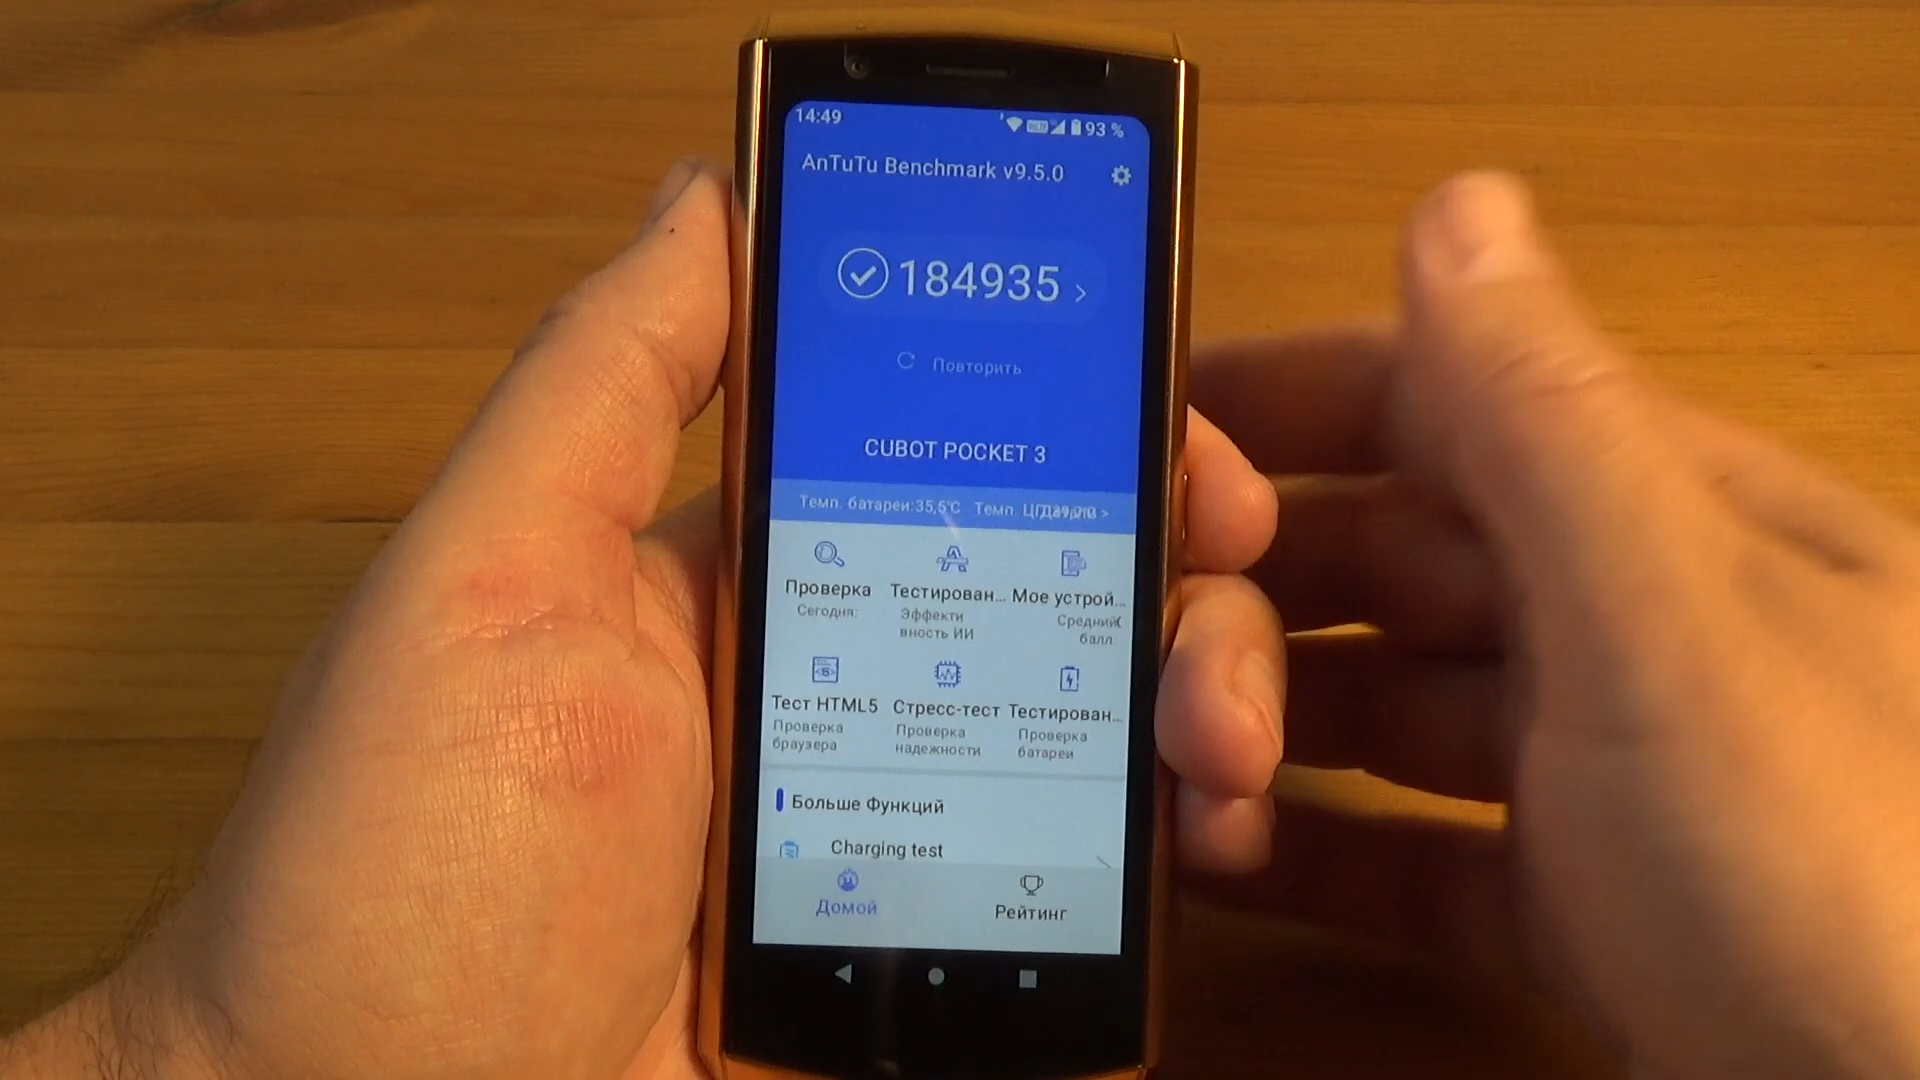 14:49 93 %
AnTuTu Benchmark v9.5.0
184935 >
Повторить
CUBOT POCKET 3
Темп. батареи:35,5℃ Темп.
Проверка Тестирован... Мое устрой...
Сегодня: Эффекти Средний
вность ИИ балл
Тест HTML5 Стресс-тест Тестирован...
Проверка Проверка Проверка
браузера надежности батареи
Больше Функций
Charging test
Домой Рейтинг